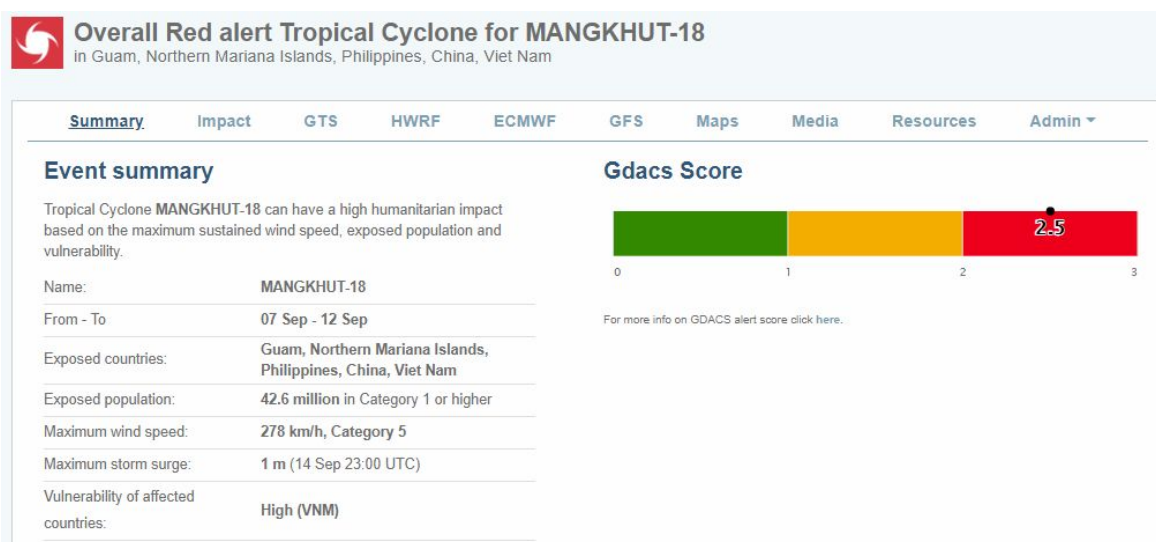 Overall Red alert Tropical Cyclone for MANGKHUT-18
in Guam, Northern Mariana Islands, Philippines, China, Viet Nam
Summary Impact GTS HWRF ECMWF GFS Maps Media Resources Admin
Event summary
Tropical Cyclone MANGKHUT-18 can have a high humanitarian impact
based on the maximum sustained wind speed, exposed population and
vulnerability.
Name: MANGKHUT-18
From - To 07 Sep - 12 Sep
Exposed countries: Guam, Northern Mariana Islands,
Philippines, China, Viet Nam
Exposed population: 42.6 million in Category 1 or higher
Maximum wind speed: 278 km/h, Category 5
Maximum storm surge: 1 m (14 Sep 23:00 UTC)
Vulnerability of affected
countries: High (VNM)
Gdacs Score
2.5
0 1 2 3
For more info on GDACS alert score click here.